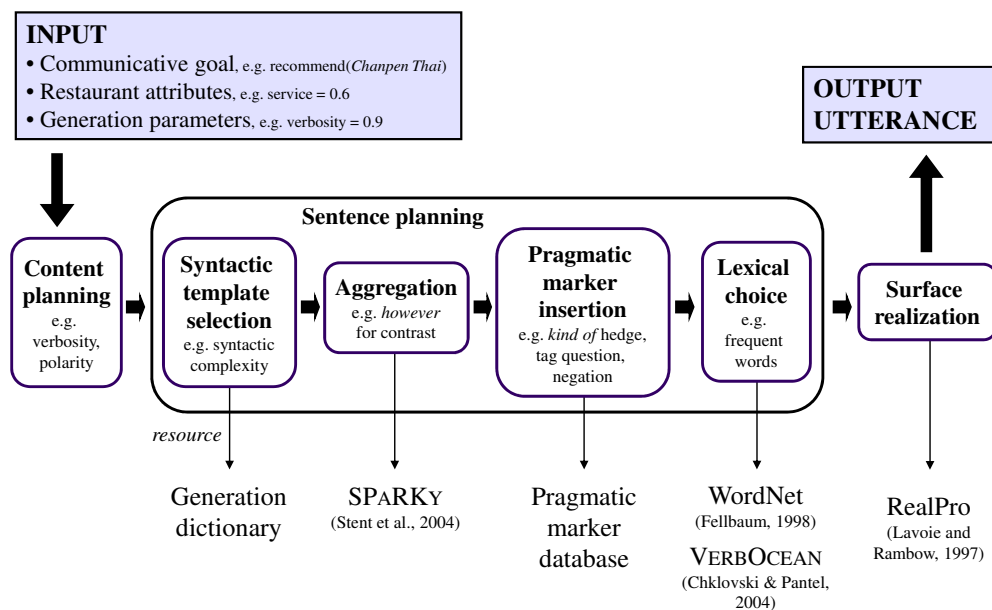 INPUT
• Communicative goal, e.g. recommend(Chanpen Thai)
• Restaurant attributes, e.g. service = 0.6
• Generation parameters, e.g. verbosity = 0.9
OUTPUT
UTTERANCE
Sentence planning
Content
planning
e.g.
verbosity,
polarity
Syntactic
template
selection
e.g. syntactic
complexity
Aggregation
e.g. however
for contrast
Pragmatic
marker
insertion
e.g. kind of hedge,
tag question,
negation
Lexical
choice
e.g.
frequent
words
Surface
realization
resource
Generation
dictionary
SPARKY
(Stent et al., 2004)
Pragmatic
marker
database
WordNet
(Fellbaum, 1998)
VERBOCEAN
(Chklovski & Pantel,
2004)
RealPro
(Lavoie and
Rambow, 1997)